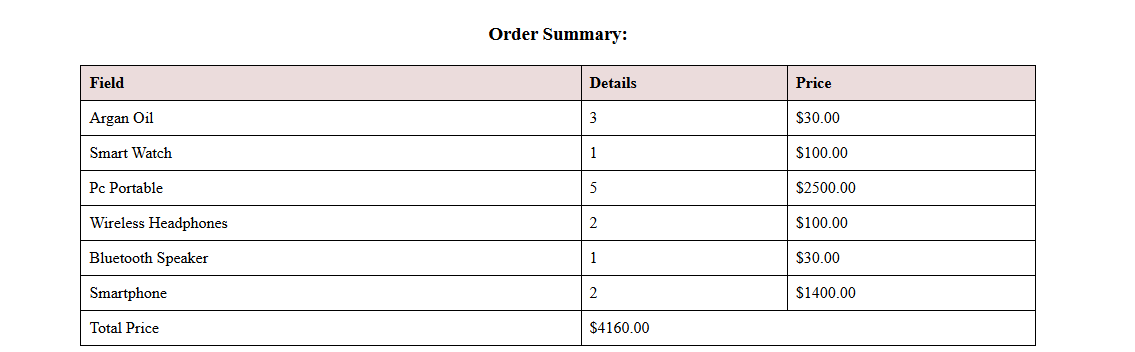 Order Summary:
Field Details Price
Argan Oil 3 $30.00
Smart Watch 1 $100.00
Pc Portable 5 $2500.00
Wireless Headphones 2 $100.00
Bluetooth Speaker 1 $30.00
Smartphone 2 $1400.00
Total Price $4160.00